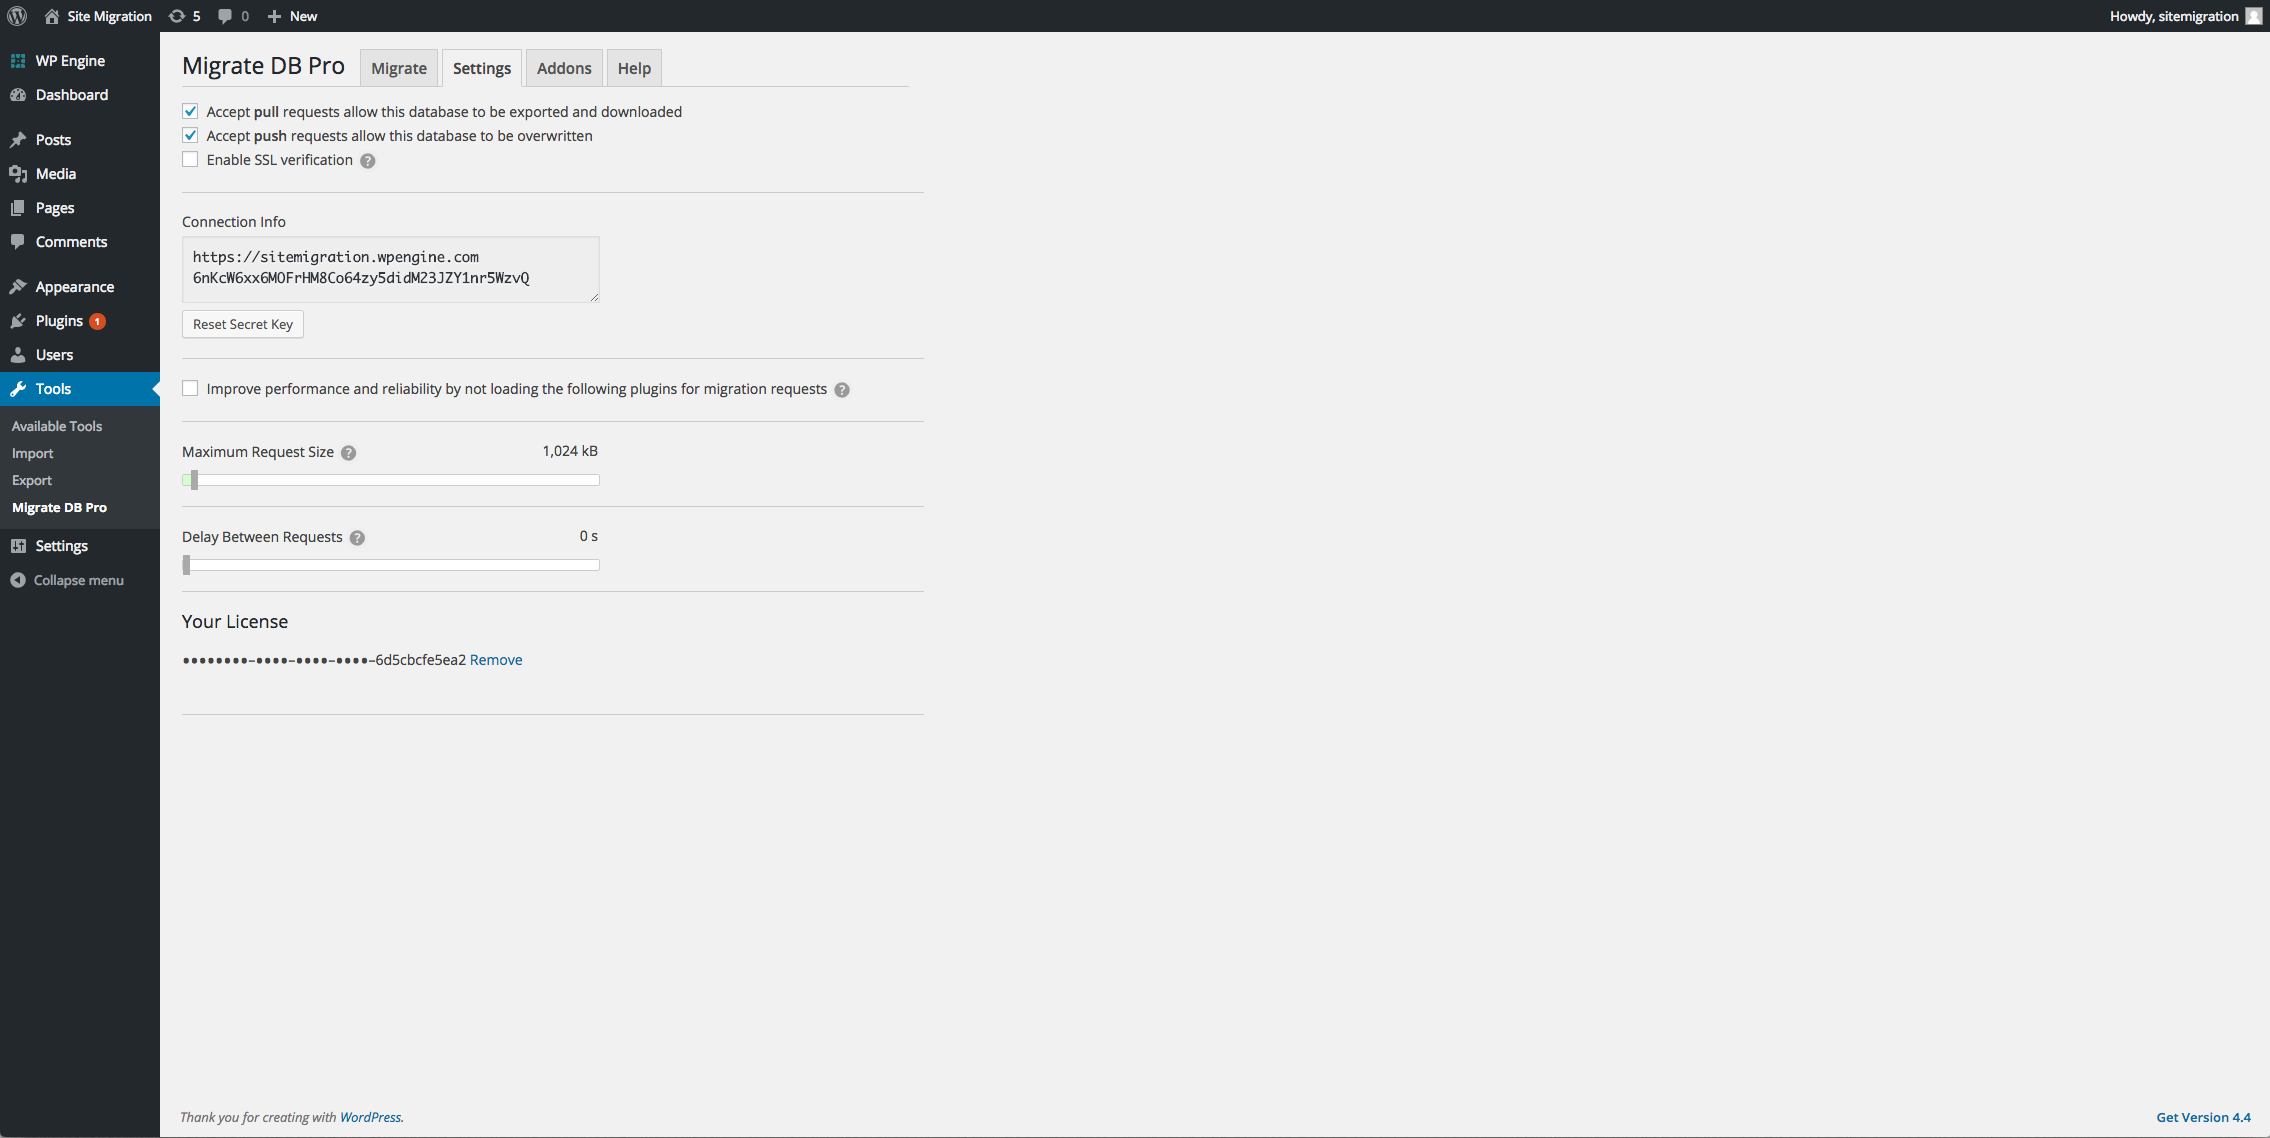 Site Migration 5 0 New
Howdy, sitemigration
WP Engine
Dashboard
Posts
Media
Pages
Comments
Appearance
Plugins 1
Users
Tools
Available Tools
Import
Export
Migrate DB Pro
Settings
Collapse menu
Migrate DB Pro
Migrate
Settings
Addons
Help
Accept pull requests allow this database to be exported and downloaded
Accept push requests allow this database to be overwritten
Enable SSL verification ?
Connection Info
https://sitemigration.wpengine.com
6nKcW6xx6MOFrHM8Co64zy5didM23JZY1nr5WzvQ
Reset Secret Key
Improve performance and reliability by not loading the following plugins for migration requests ?
Maximum Request Size ? 1,024 kB
Delay Between Requests ? 0 s
Your License
••••••••-••••-••••-••••-6d5cbcfe5ea2 Remove
Thank you for creating with WordPress.
Get Version 4.4